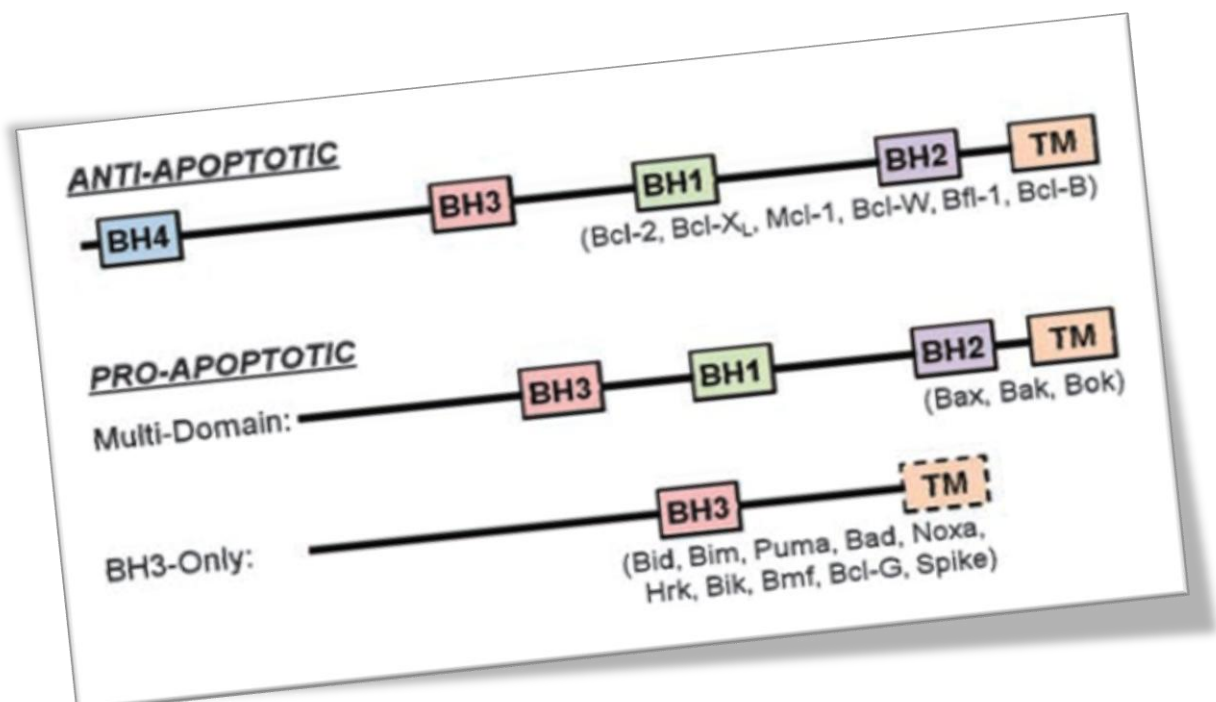 ANTI-APOPTOTIC
BH4 BH3 BH1 BH2 TM
(Bcl-2, Bcl-XL, Mcl-1, Bcl-W, Bfl-1, Bcl-B)
PRO-APOPTOTIC
Multi-Domain: BH3 BH1 BH2 TM
(Bax, Bak, Bok)
BH3-Only: BH3 TM
(Bid, Bim, Puma, Bad, Noxa,
Hrk, Bik, Bmf, Bcl-G, Spike)